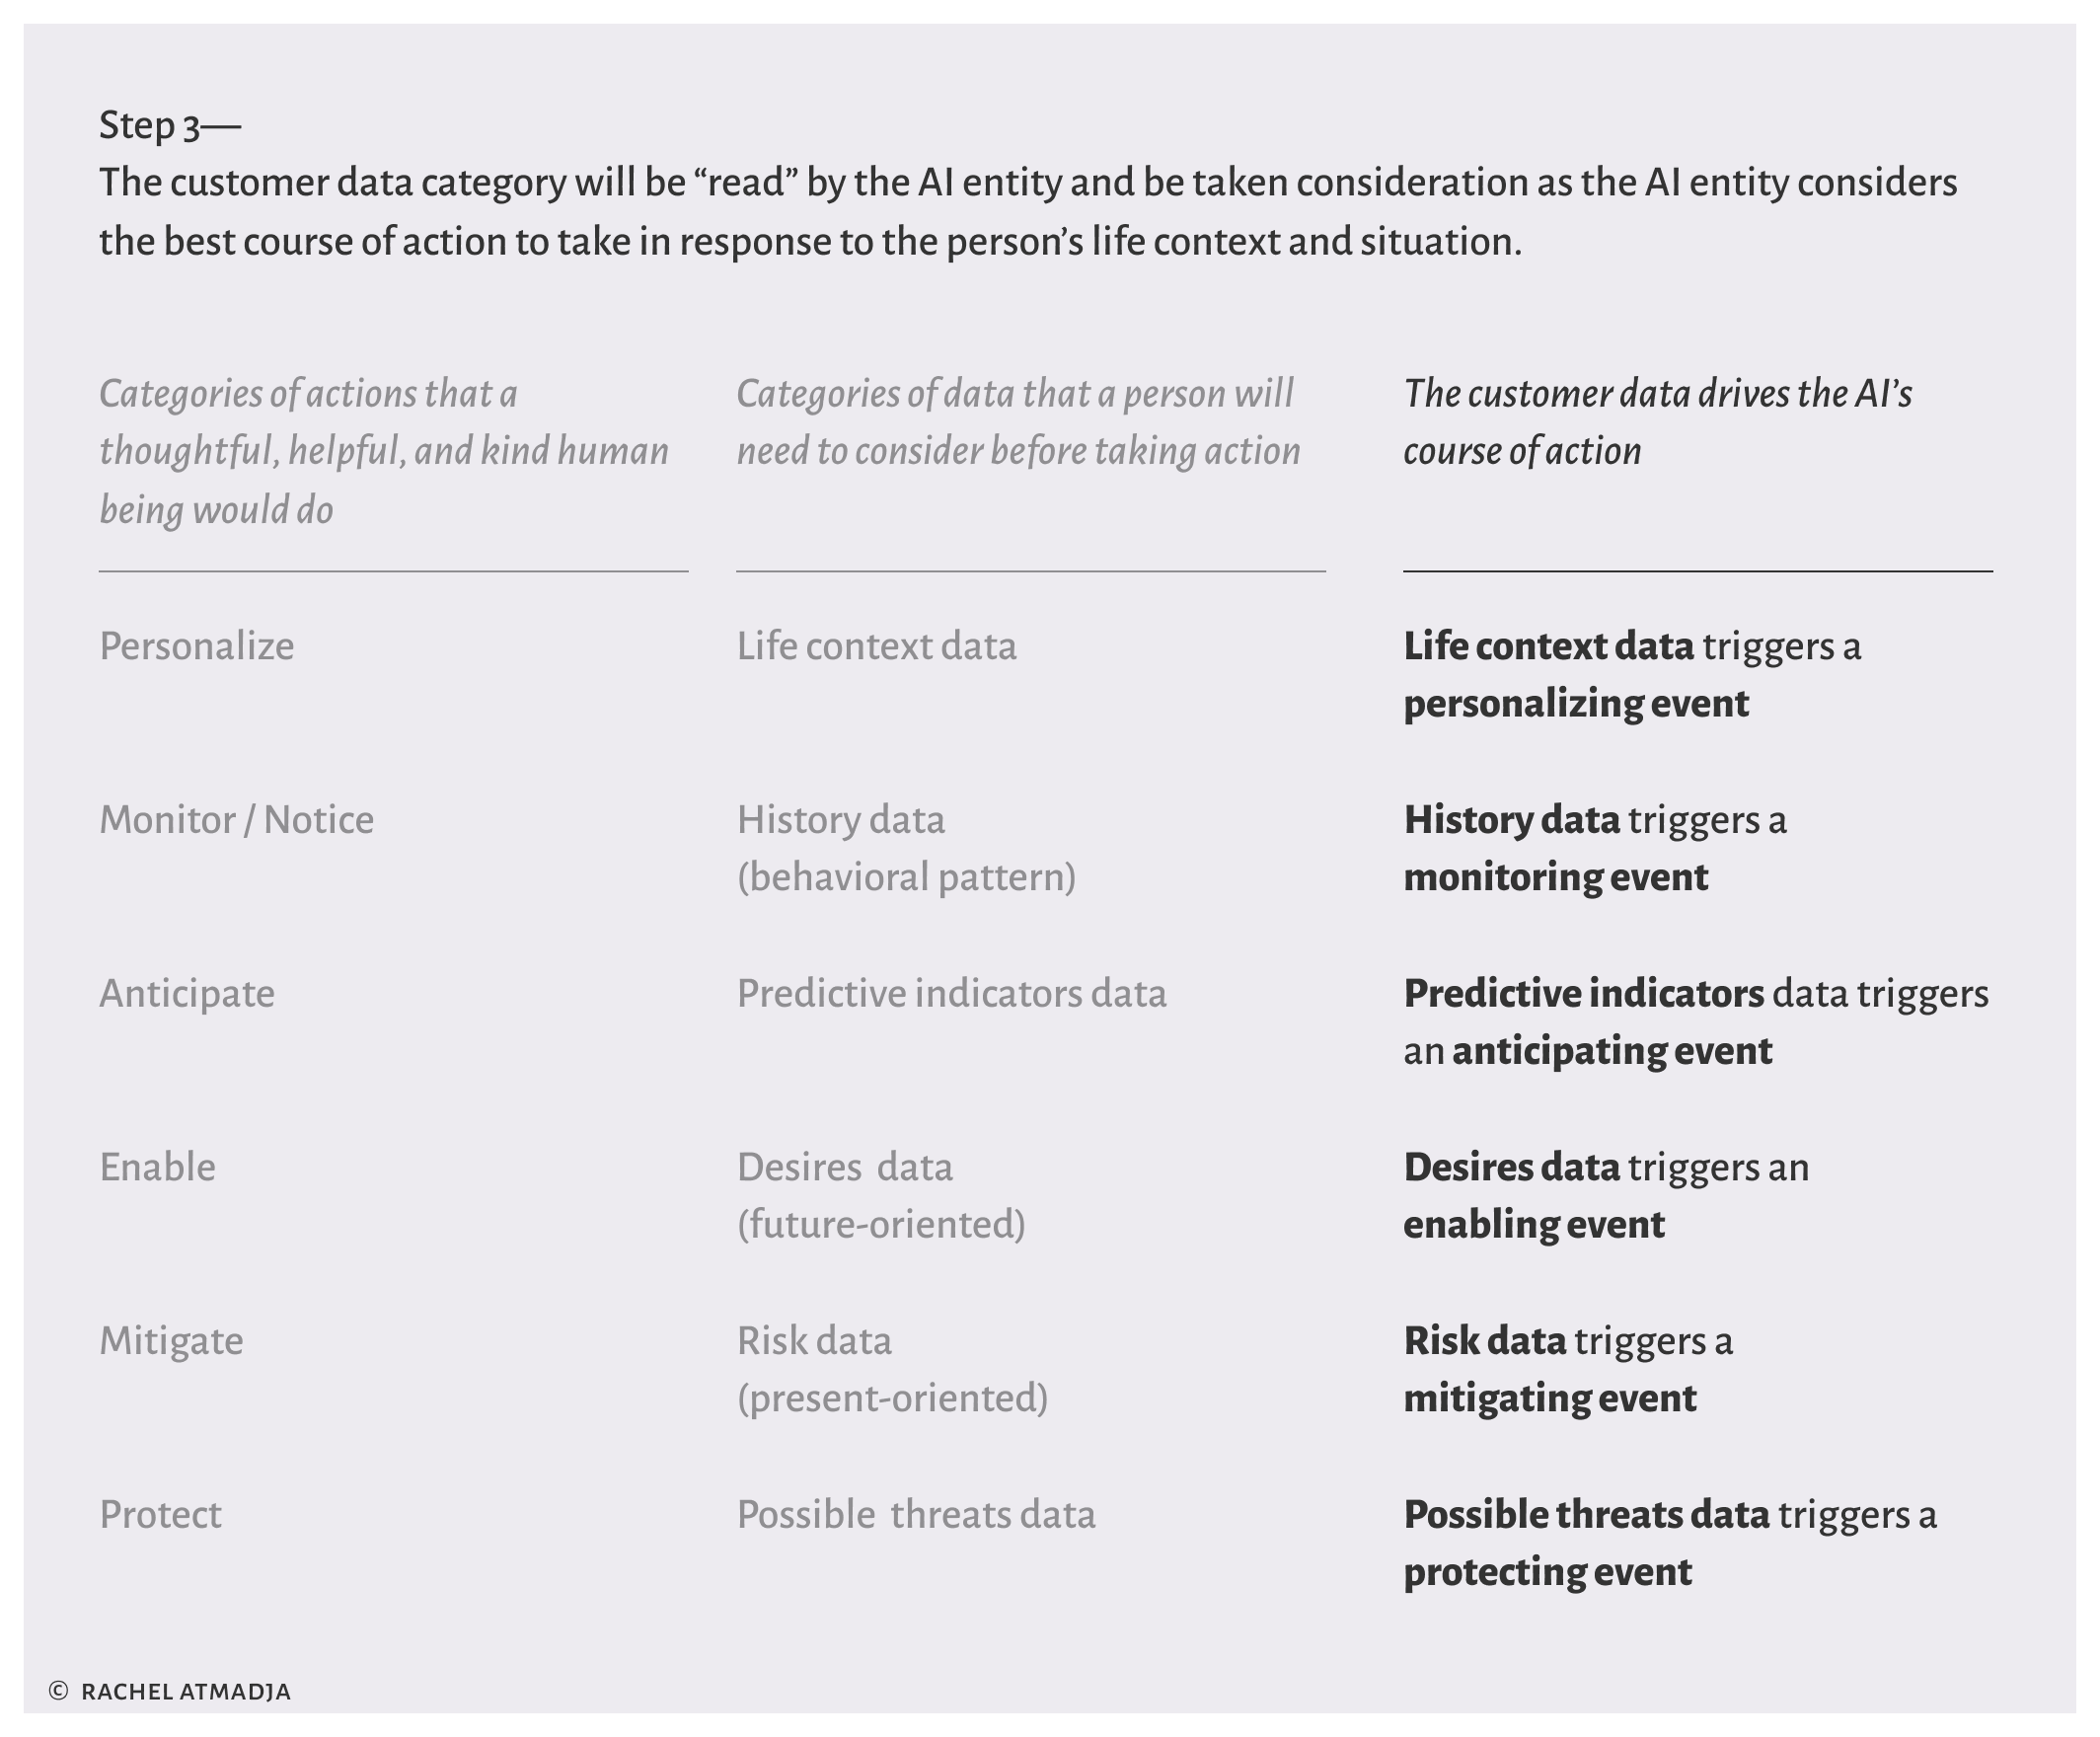 Step 3—
The customer data category will be “read” by the AI entity and be taken consideration as the AI entity considers
the best course of action to take in response to the person’s life context and situation.
Categories of actions that a
thoughtful, helpful, and kind human
being would do
Categories of data that a person will
need to consider before taking action
The customer data drives the AI’s
course of action
Personalize
Life context data
Life context data triggers a
personalizing event
Monitor / Notice
History data
(behavioral pattern)
History data triggers a
monitoring event
Anticipate
Predictive indicators data
Predictive indicators data triggers
an anticipating event
Enable
Desires  data
(future-oriented)
Desires data triggers an
enabling event
Mitigate
Risk data
(present-oriented)
Risk data triggers a
mitigating event
Protect
Possible  threats data
Possible threats data triggers a
protecting event
© RACHEL ATMADJA